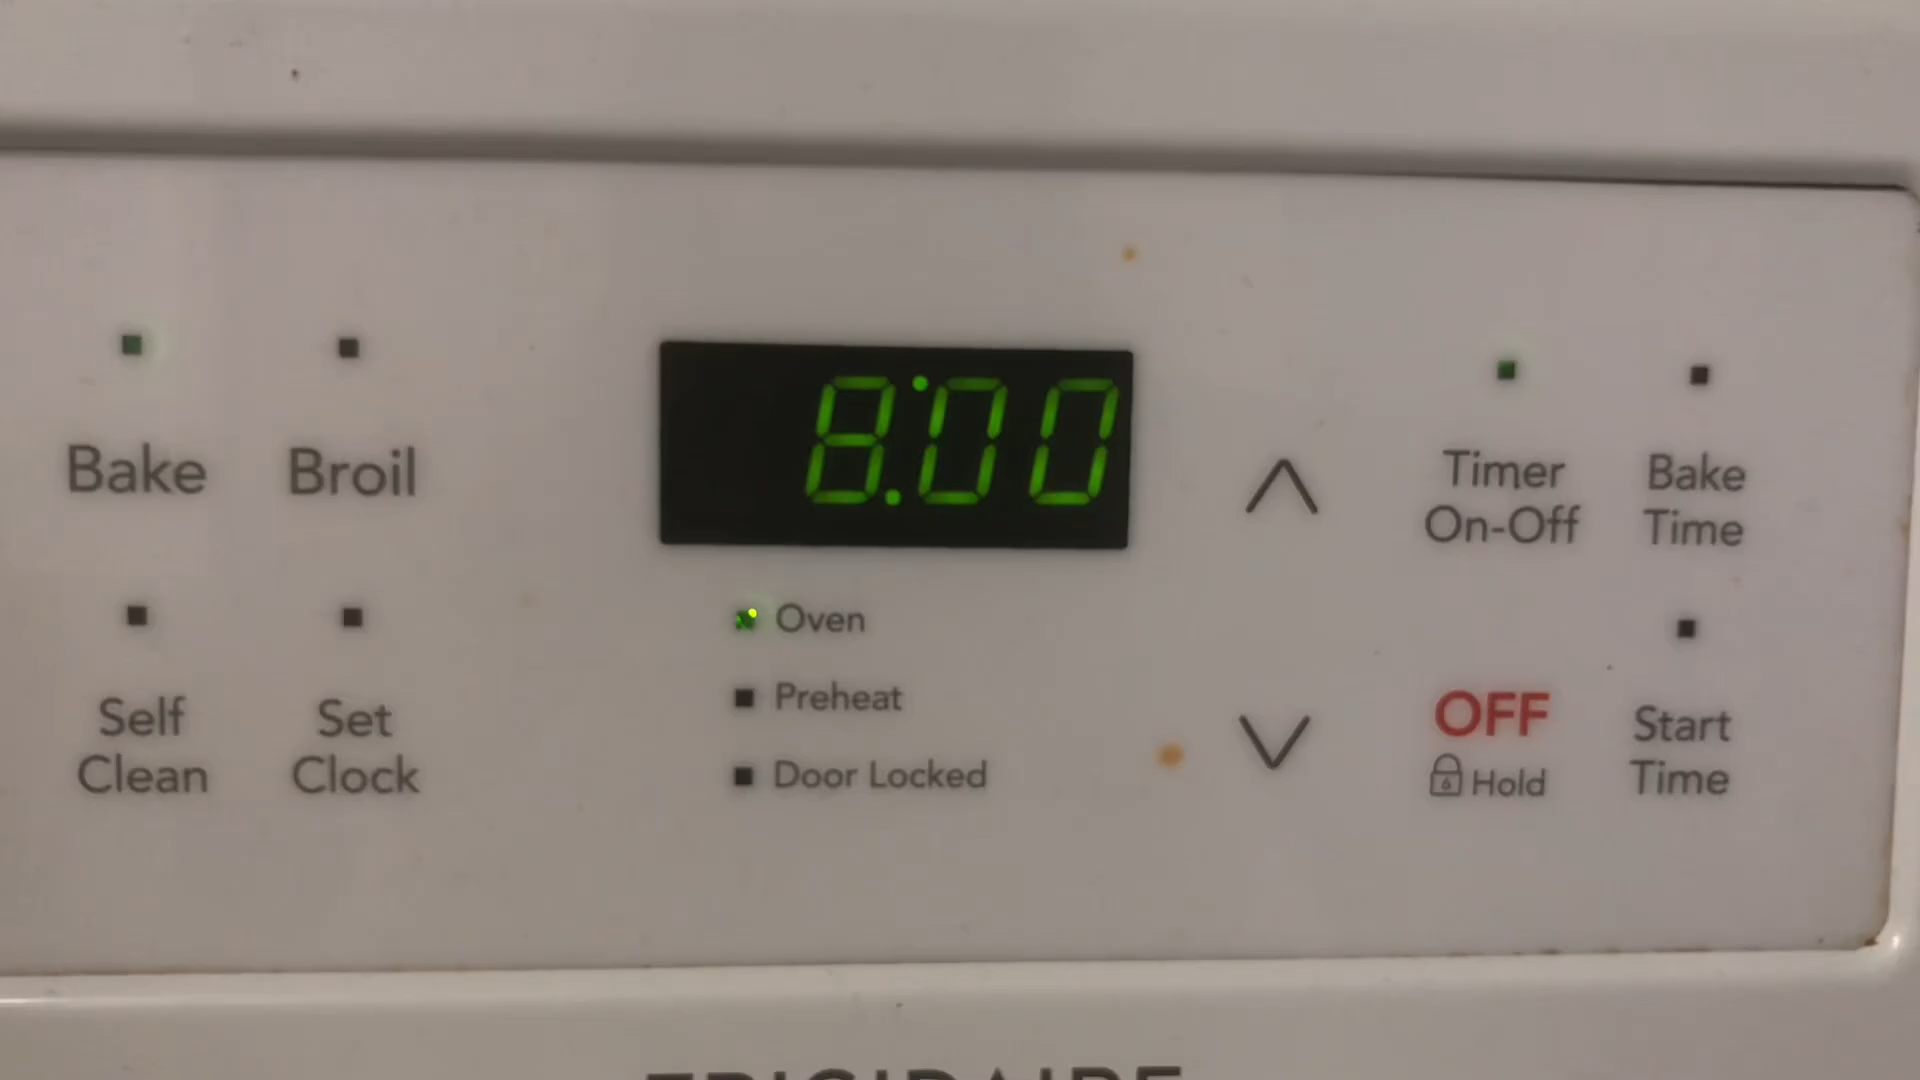 8:00
Bake
Broil
Timer
On-Off
Bake
Time
Oven
Preheat
Door Locked
Self
Clean
Set
Clock
OFF
Hold
Start
Time
FRIGIDAIRE